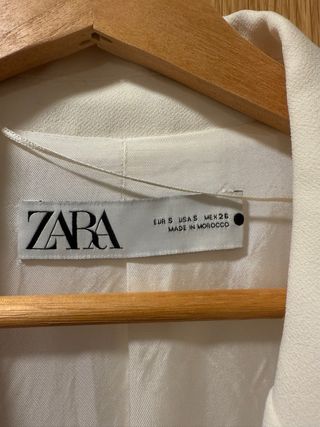 ZARA
EUR S USA S MEX 26
MADE IN MOROCCO